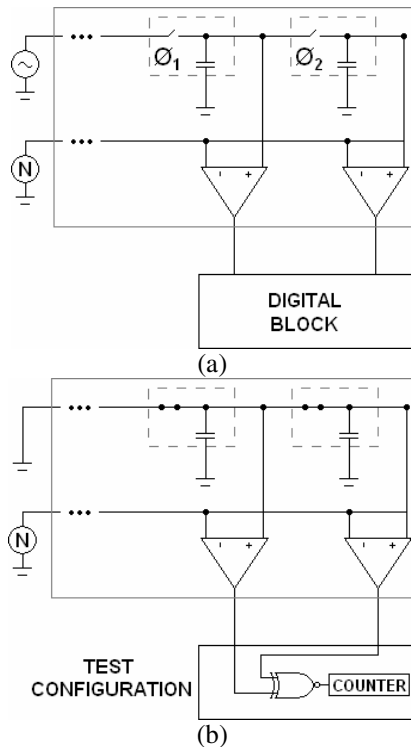 Ø1
Ø2
N
- +
- +
DIGITAL
BLOCK
(a)
N
- +
- +
TEST
CONFIGURATION
COUNTER
(b)